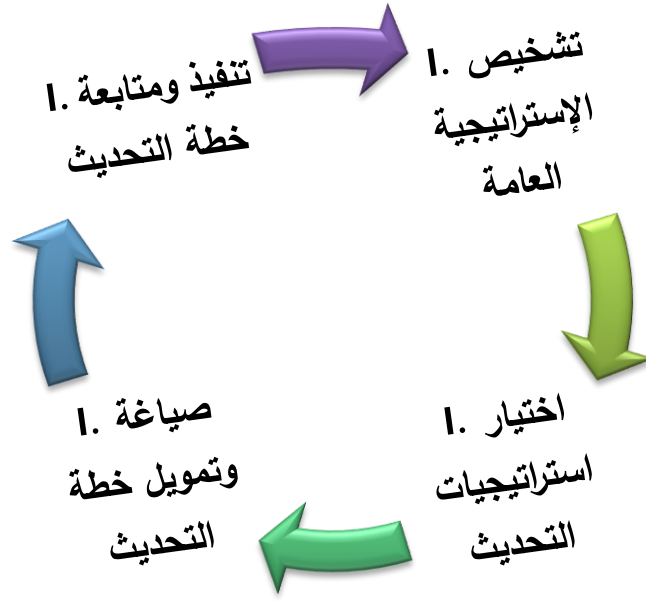 I. تشخيص
الإستراتيجية
العامة
I. اختيار
استراتيجيات
التحديث
I. صياغة
وتمويل خطة
التحديث
I. تنفيذ ومتابعة
خطة التحديث